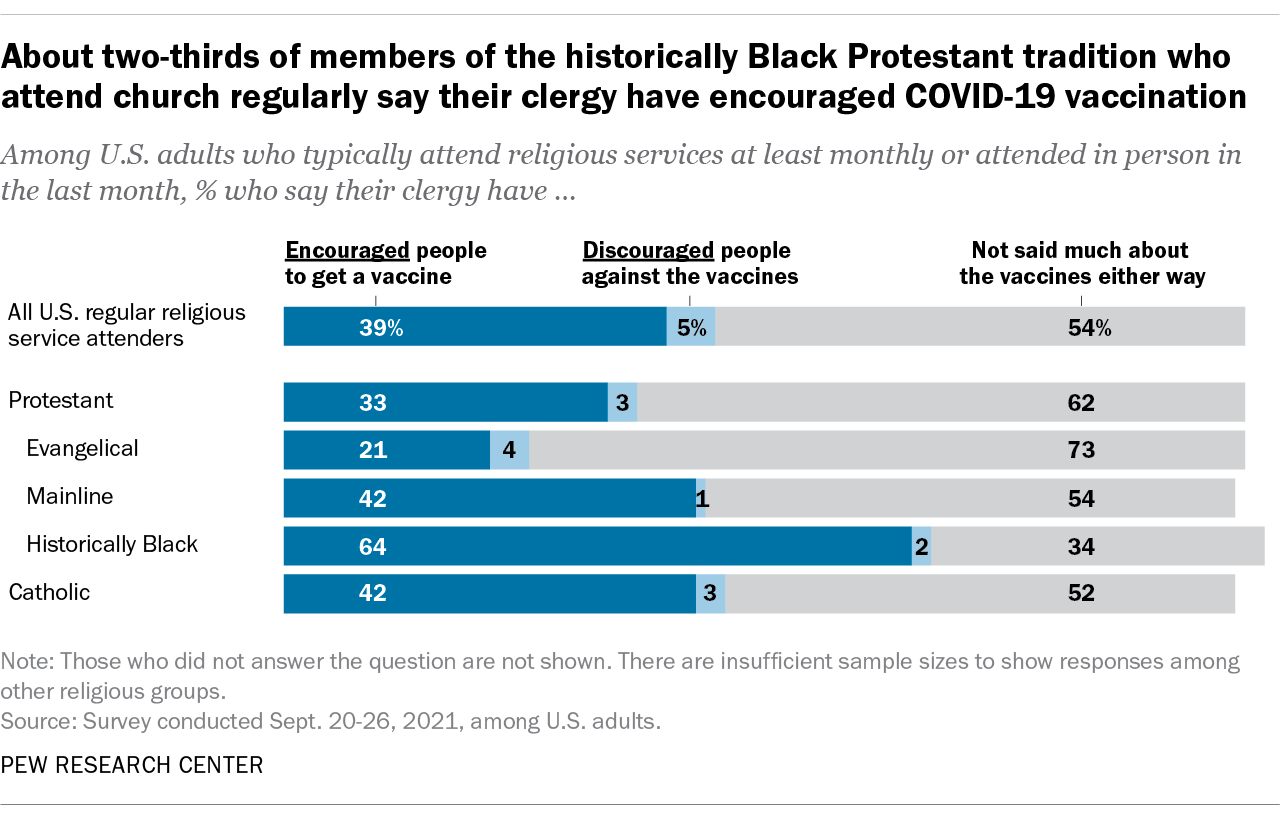 About two-thirds of members of the historically Black Protestant tradition who
attend church regularly say their clergy have encouraged COVID-19 vaccination
Among U.S. adults who typically attend religious services at least monthly or attended in person in
the last month, % who say their clergy have ...
Encouraged people
to get a vaccine
Discouraged people
against the vaccines
Not said much about
the vaccines either way
All U.S. regular religious
service attenders
39% 5% 54%
Protestant 33 3 62
Evangelical 21 4 73
Mainline 42 1 54
Historically Black 64 2 34
Catholic 42 3 52
Note: Those who did not answer the question are not shown. There are insufficient sample sizes to show responses among
other religious groups.
Source: Survey conducted Sept. 20-26, 2021, among U.S. adults.
PEW RESEARCH CENTER